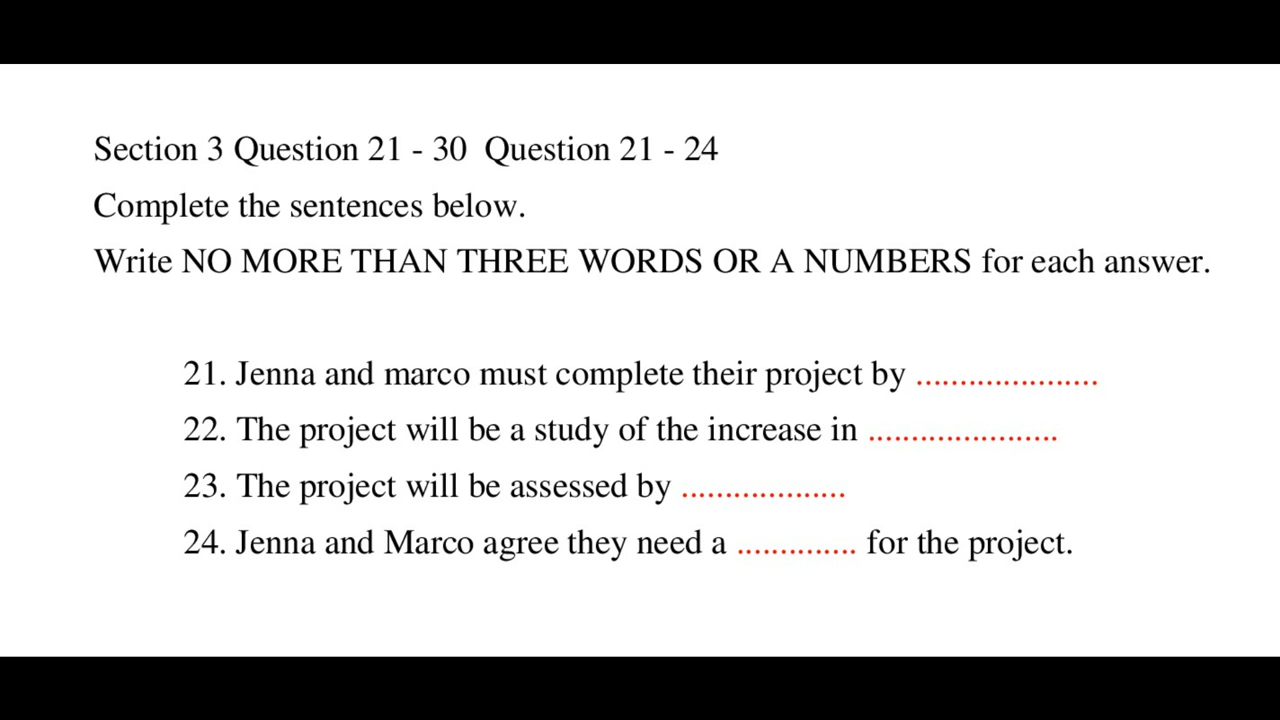 Section 3 Question 21 - 30  Question 21 - 24
Complete the sentences below.
Write NO MORE THAN THREE WORDS OR A NUMBERS for each answer.
21. Jenna and marco must complete their project by .....................
22. The project will be a study of the increase in ......................
23. The project will be assessed by ...................
24. Jenna and Marco agree they need a .............. for the project.